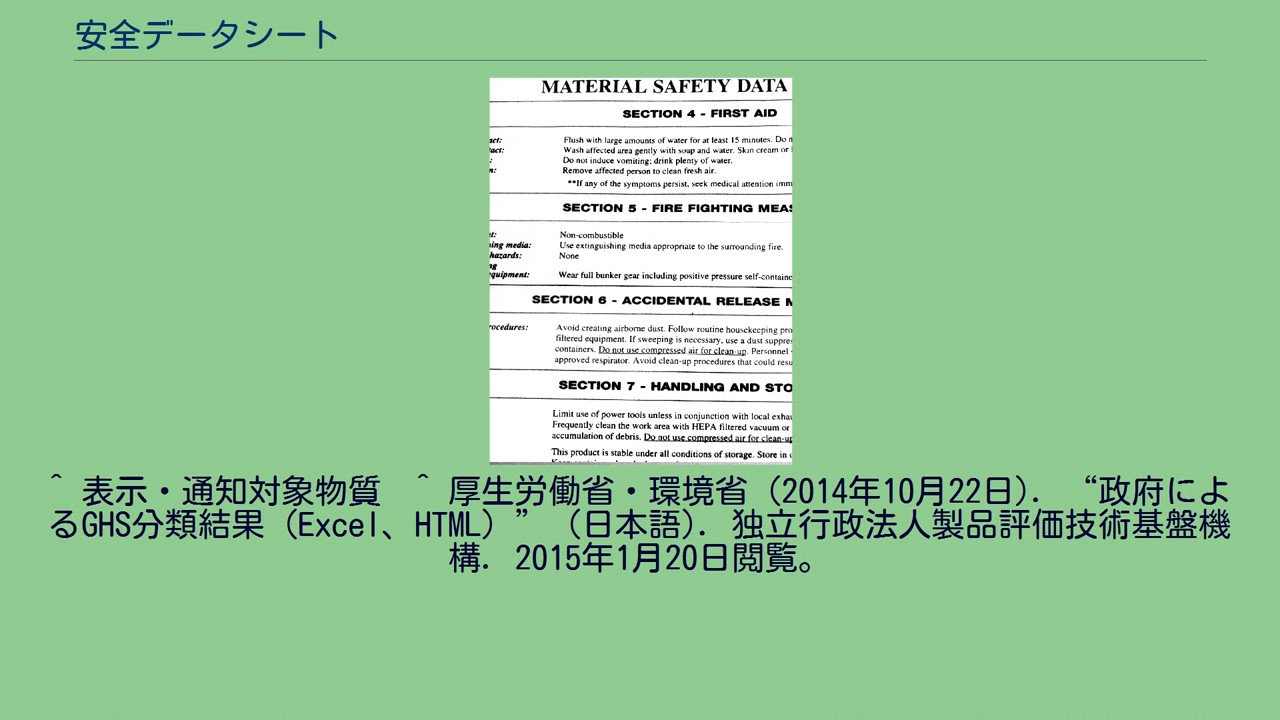 安全データシート
MATERIAL SAFETY DATA
SECTION 4 - FIRST AID
Flush with large amounts of water for at least 15 minutes. Do
Wash affected area gently with soap and water. Skin cream or
Do not induce vomiting; drink plenty of water.
Remove affected person to clean fresh air.
**If any of the symptoms persist, seek medical attention
SECTION 5 - FIRE FIGHTING
Non-combustible
media: Use extinguishing media appropriate to the surrounding fire.
hazards: None
equipment: Wear full bunker gear including positive pressure
SECTION 6 - ACCIDENTAL RELEASE
Avoid creating airborne dust. Follow routine housekeeping
filtered equipment. If sweeping is necessary, use a dust
containers. Do not use compressed air for clean-up. Personnel
approved respirator. Avoid clean-up procedures that could
SECTION 7 - HANDLING AND
Limit use of power tools unless in conjunction with local
Frequently clean the work area with HEPA filtered vacuum or
accumulation of debris. Do not use compressed air for clean-up
This product is stable under all conditions of storage. Store in
^ 表示・通知対象物質 ^ 厚生労働省・環境省 (2014年10月22日). “政府によ
るGHS分類結果（Excel、HTML）” （日本語). 独立行政法人製品評価技術基盤機
構. 2015年1月20日閲覧。